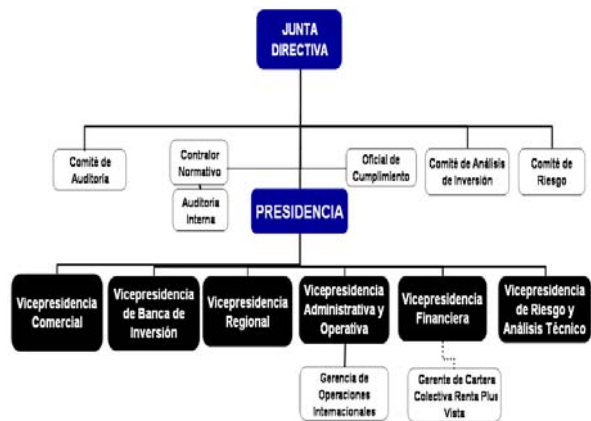 JUNTA
DIRECTIVA
Comité de
Auditoría
Contralor
Normativo
Oficial de
Cumplimiento
Comité de Análisis
de Inversión
Comité de
Riesgo
Auditoria
Interna
PRESIDENCIA
Vicepresidencia
Comercial
Vicepresidencia
de Banca de
Inversión
Vicepresidencia
Regional
Vicepresidencia
Administrativa y
Operativa
Vicepresidencia
Financiera
Vicepresidencia
de Riesgo y
Análisis Técnico
Gerencia de
Operaciones
Internacionales
Gerente de Cartera
Colectiva Renta Plus
Vista